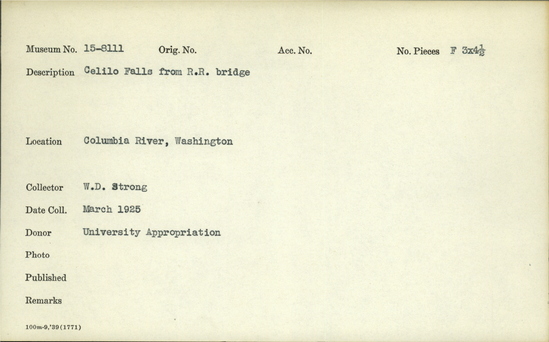 Museum No. 15-8111 Orig. No. Acc. No. No. Pieces F 3x4½
Description Celilo Falls from R.R. bridge
Location Columbia River, Washington
Collector W.D. Strong
Date Coll. March 1925
Donor University Appropriation
Photo
Published
Remarks
100m-9,'39(1771)